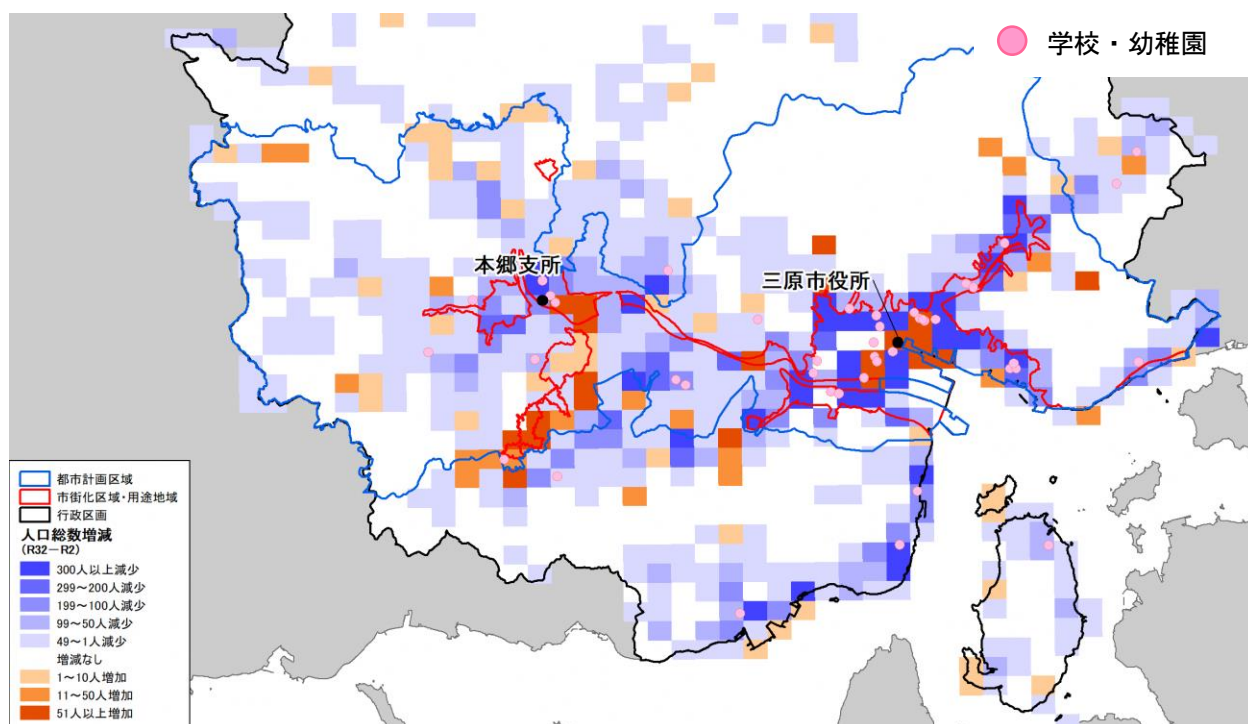 学校・幼稚園
本郷支所
三原市役所
都市計画区域
市街化区域・用途地域
行政区画
人口総数増減
(R32-R2)
300人以上減少
299~200人減少
199~100人減少
99~50人減少
49~1人減少
増減なし
1~10人増加
11~50人増加
51人以上増加